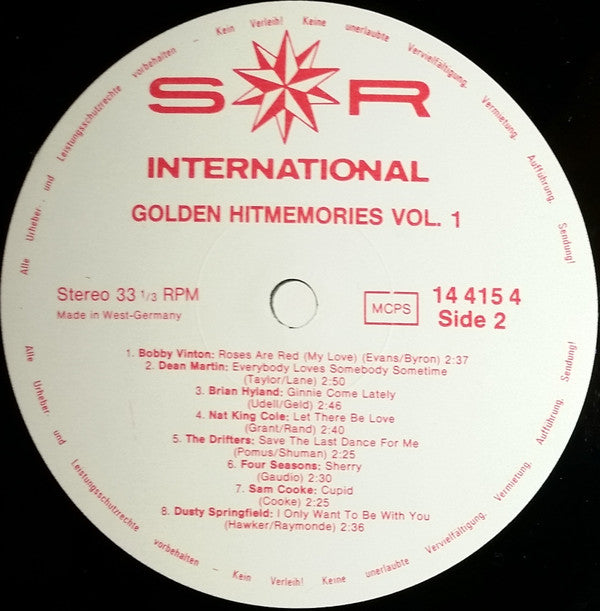 Alle Urheber- und Leistungsschutzrechte vorbehalten - Kein Verleih! Keine unerlaubte Vervielfältigung, Vermietung, Aufführung, Sendung!
S R
INTERNATIONAL
GOLDEN HITMEMORIES VOL. 1
Stereo 33 1/3 RPM
Made in West-Germany
MCPS
14 415 4
Side 2
1. Bobby Vinton: Roses Are Red (My Love) (Evans/Byron) 2:37
2. Dean Martin: Everybody Loves Somebody Sometime
(Taylor/Lane) 2:50
3. Brian Hyland: Ginnie Come Lately
(Udell/Geld) 2:46
4. Nat King Cole: Let There Be Love
(Grant/Rand) 2:40
5. The Drifters: Save The Last Dance For Me
(Pomus/Shuman) 2:25
6. Four Seasons: Sherry
(Gaudio) 2:30
7. Sam Cooke: Cupid
(Cooke) 2:25
8. Dusty Springfield: I Only Want To Be With You
(Hawker/Raymonde) 2:36
Alle Urheber und Leistungsschutzrechte vorbehalten - Kein Verleih! Keine unerlaubte Vervielfältigung, Vermietung, Aufführung, Sendung!